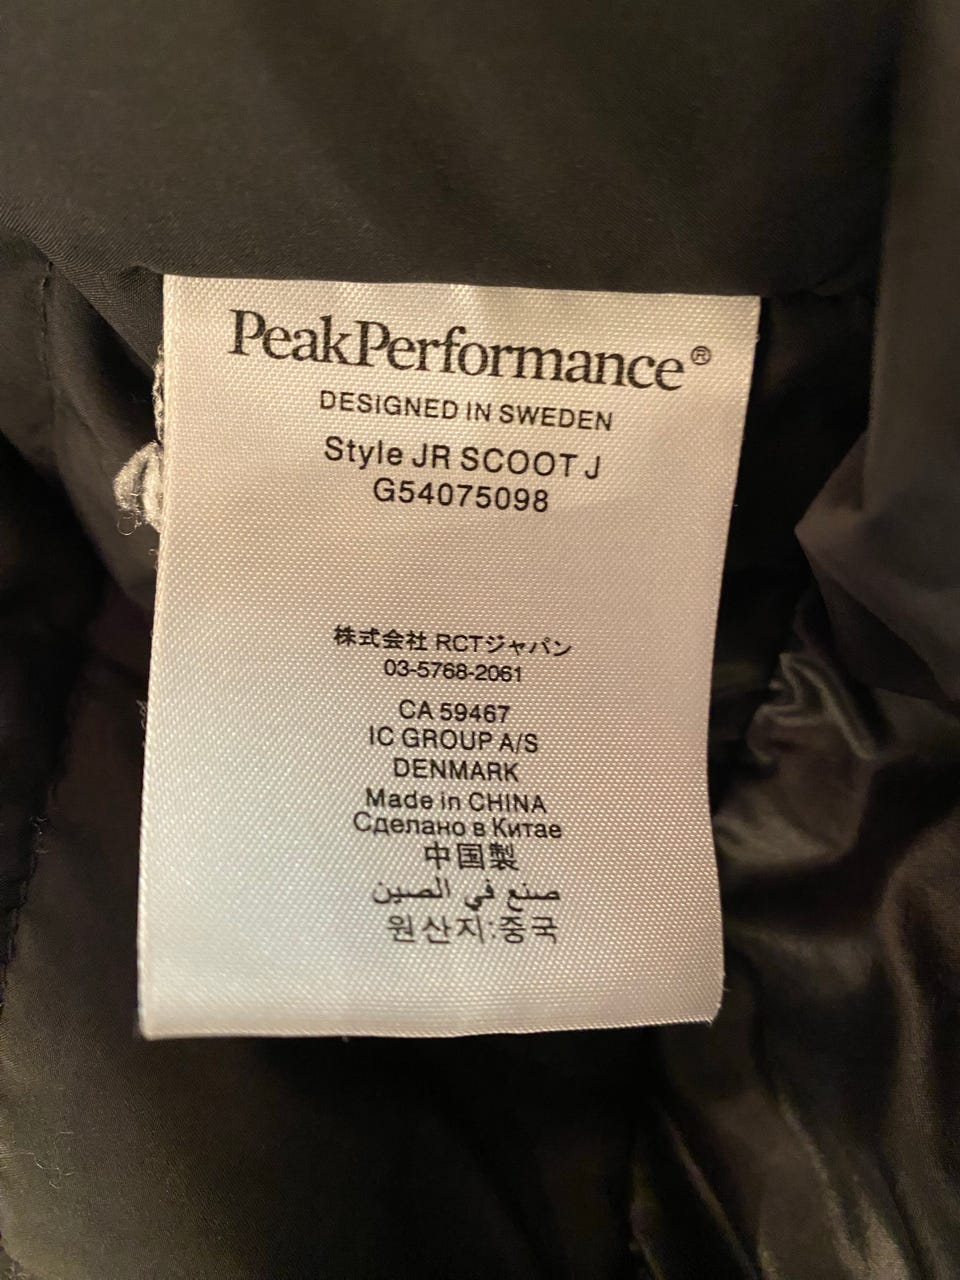 PeakPerformance®
DESIGNED IN SWEDEN
Style JR SCOOT J
G54075098
株式会社 RCTジャパン
03-5768-2061
CA 59467
IC GROUP A/S
DENMARK
Made in CHINA
Сделано в Китае
中国製
صنع في الصين
원산지:중국